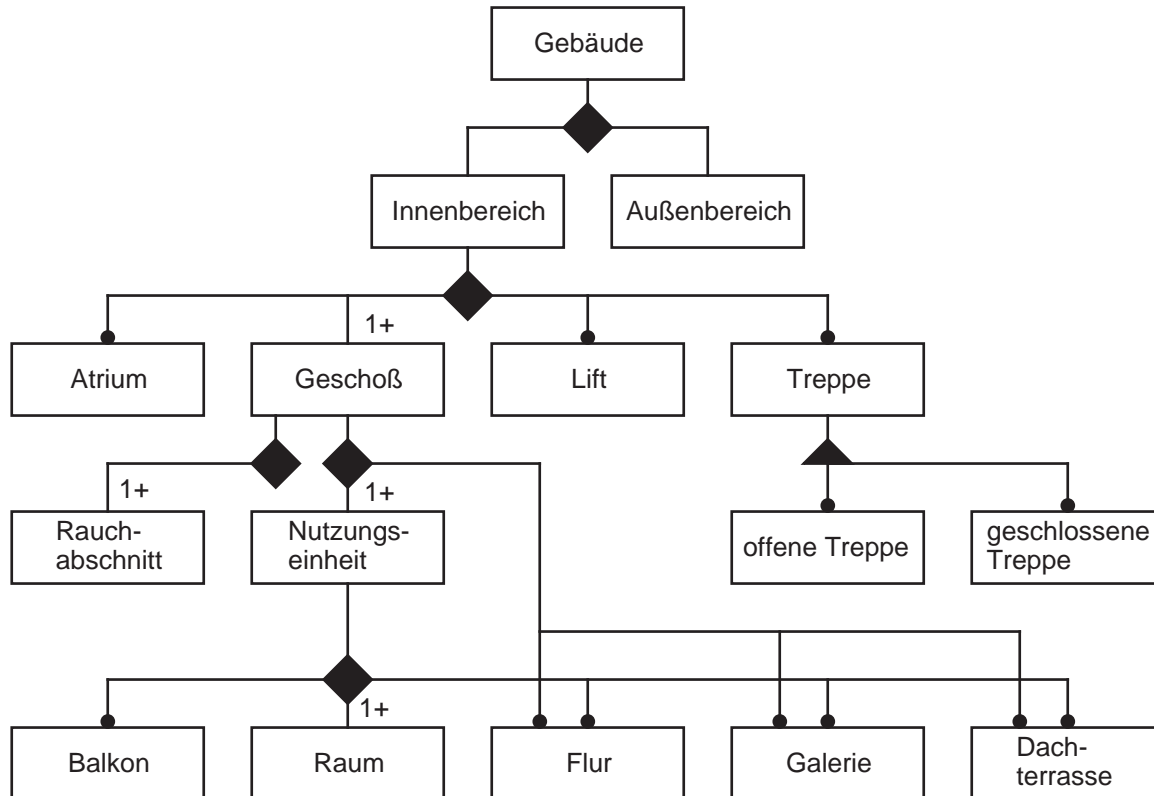 Gebäude
Innenbereich
Außenbereich
1+
Atrium
Geschoß
Lift
Treppe
1+
1+
Rauch-
abschnitt
Nutzungs-
einheit
offene Treppe
geschlossene
Treppe
1+
Balkon
Raum
Flur
Galerie
Dach-
terrasse